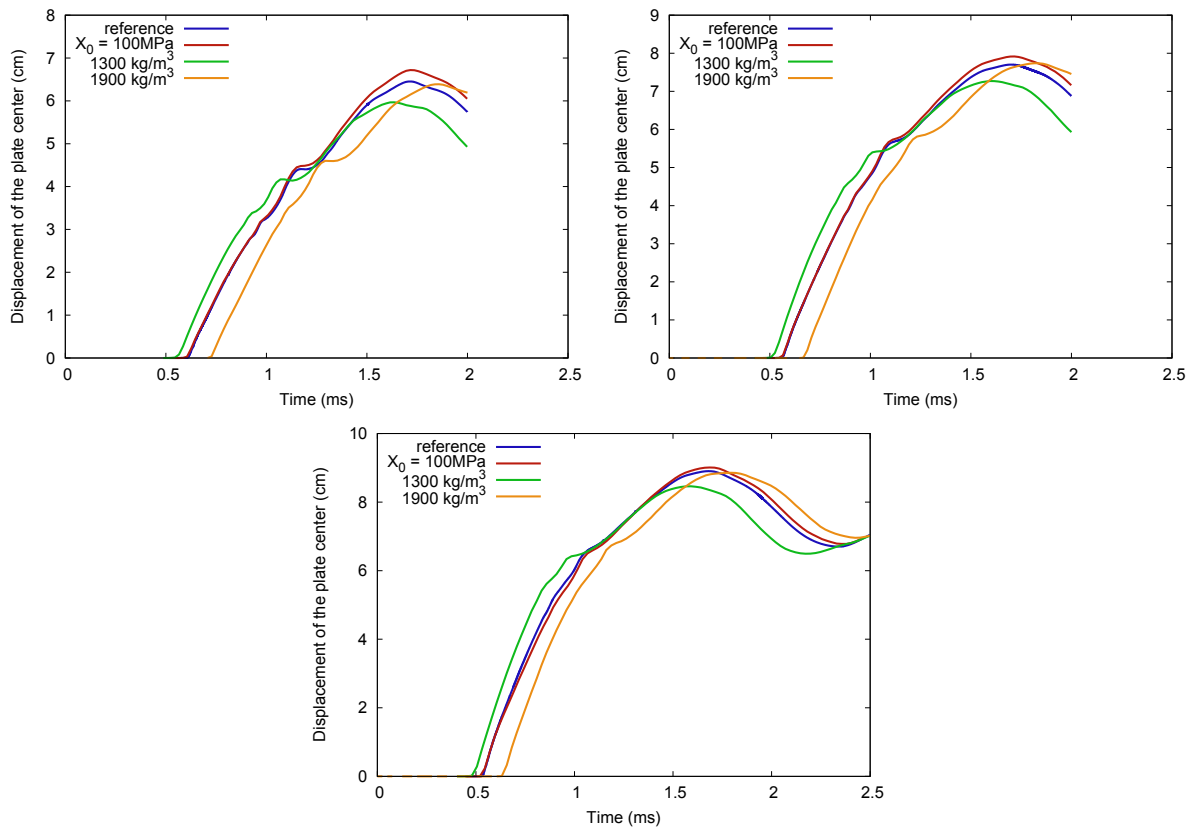 8
7
6
5
4
3
2
1
0
Displacement of the plate center (cm)
reference
X₀ = 100MPa
1300 kg/m³
1900 kg/m³
0 0.5 1 1.5 2 2.5
Time (ms)
9
8
7
6
5
4
3
2
1
0
Displacement of the plate center (cm)
reference
X₀ = 100MPa
1300 kg/m³
1900 kg/m³
0 0.5 1 1.5 2 2.5
Time (ms)
10
8
6
4
2
0
Displacement of the plate center (cm)
reference
X₀ = 100MPa
1300 kg/m³
1900 kg/m³
0 0.5 1 1.5 2 2.5
Time (ms)